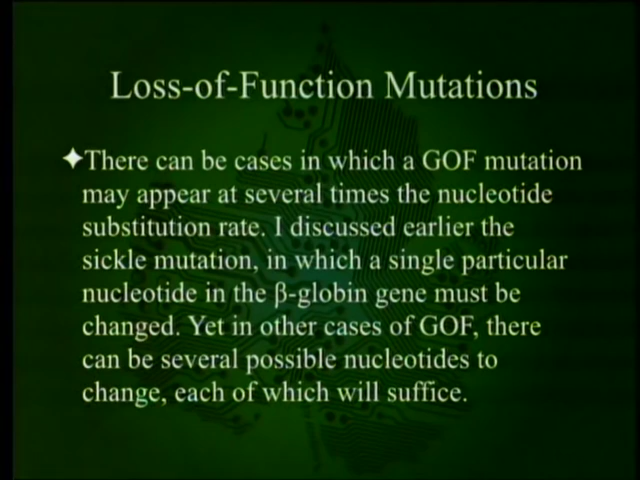 Loss-of-Function Mutations
✦There can be cases in which a GOF mutation
may appear at several times the nucleotide
substitution rate. I discussed earlier the
sickle mutation, in which a single particular
nucleotide in the β-globin gene must be
changed. Yet in other cases of GOF, there
can be several possible nucleotides to
change, each of which will suffice.